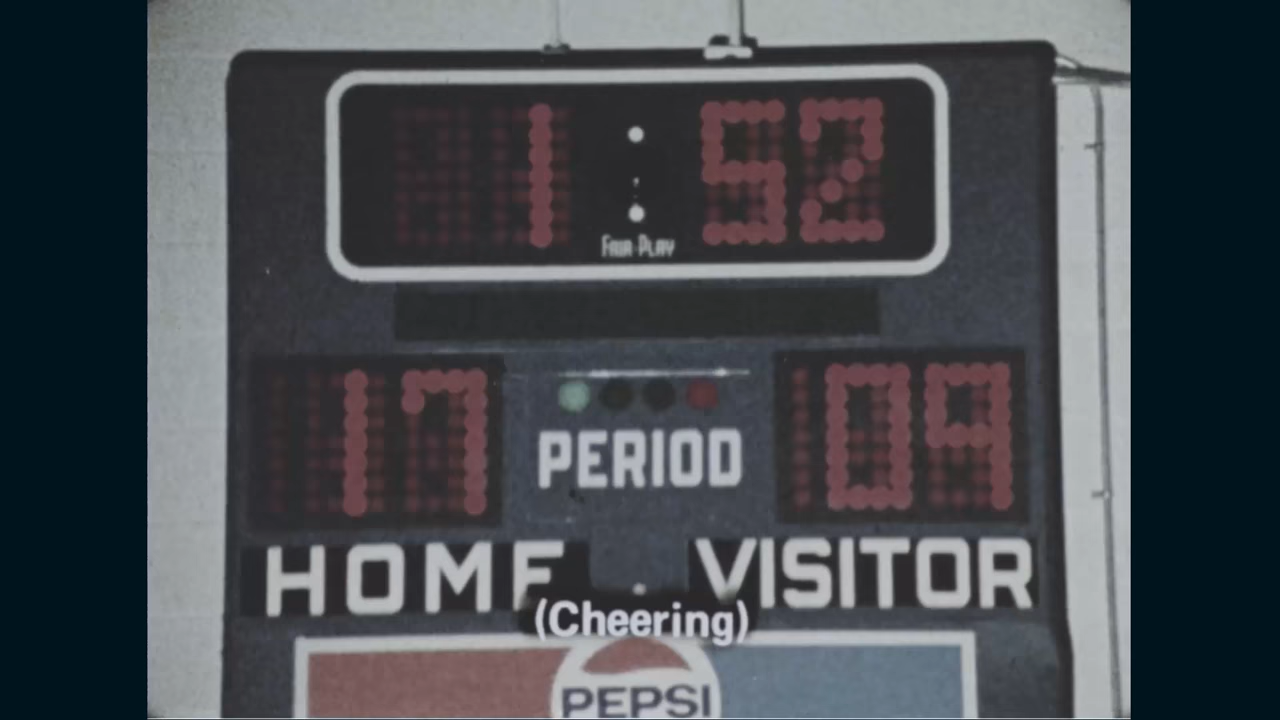 1:52
FAIR-PLAY
17 09
PERIOD
HOME VISITOR
(Cheering)
PEPSI